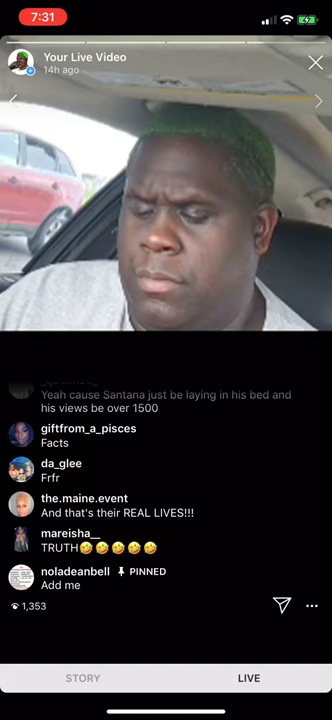 7:31
Your Live Video
14h ago
Yeah cause Santana just be laying in his bed and
his views be over 1500
giftfrom_a_pisces
Facts
da_glee
Frfr
the.maine.event
And that's their REAL LIVES!!!
mareisha__
TRUTH🤣🤣🤣🤣🤣
noladeanbell PINNED
Add me
1,353
STORY LIVE